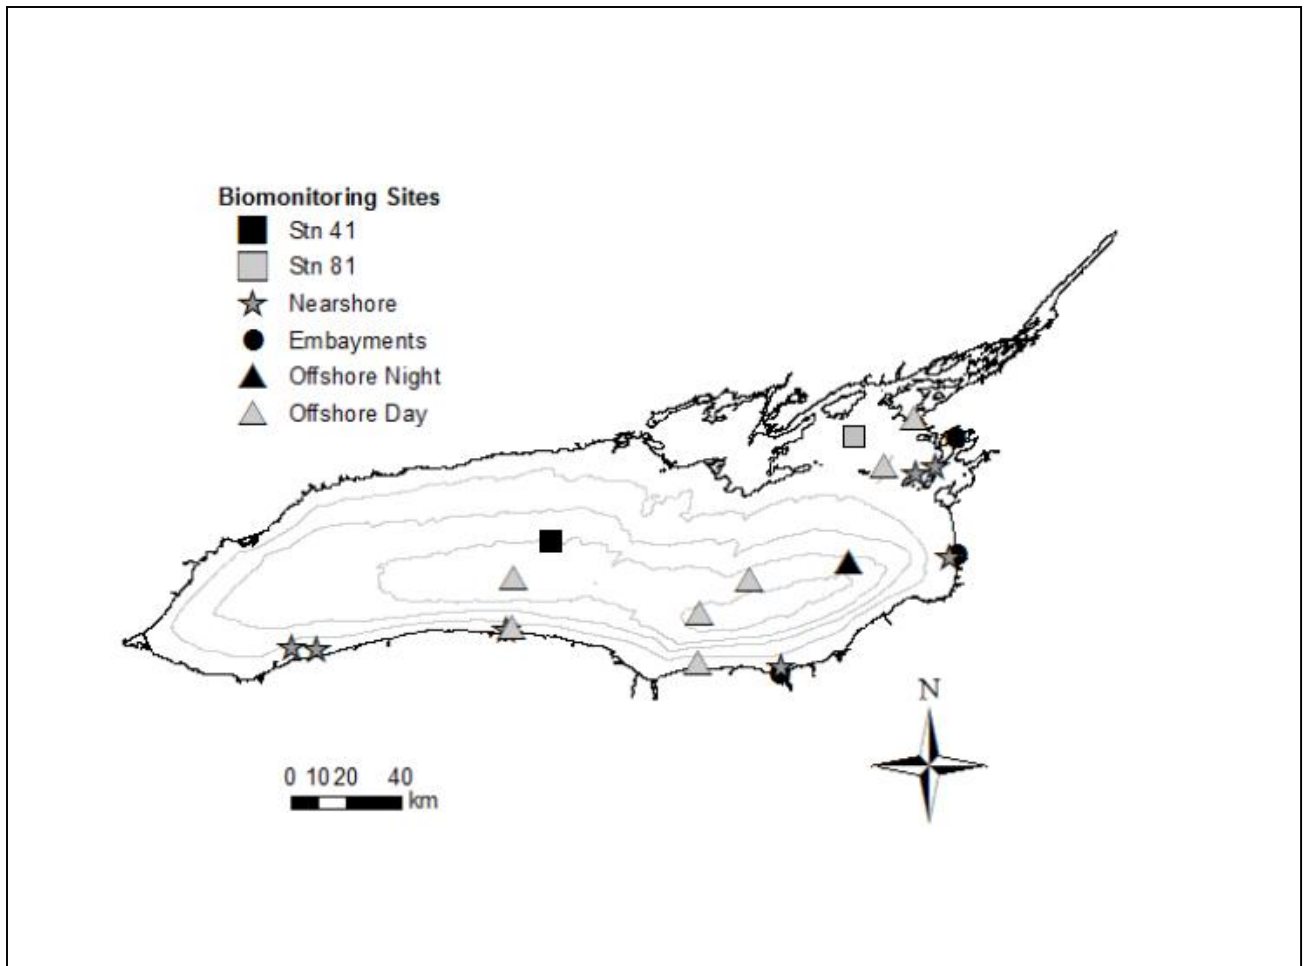 Biomonitoring Sites
Stn 41
Stn 81
Nearshore
Embayments
Offshore Night
Offshore Day
N
0 10 20 40
km